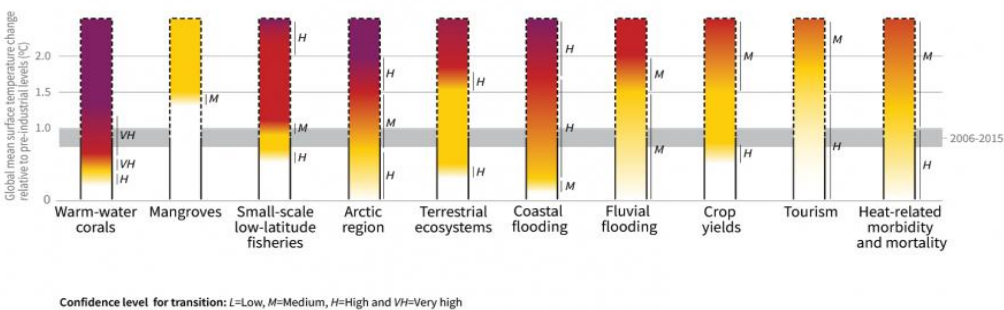 Global mean surface temperature change
relative to pre-industrial levels (ºC)
2.0
1.5
1.0
0
H
VH
VH
H
M
M
H
H
M
H
H
H
H
H
M
M
M
M
H
M
H
M
H
2006-2015
Warm-water
corals
Mangroves
Small-scale
low-latitude
fisheries
Arctic
region
Terrestrial
ecosystems
Coastal
flooding
Fluvial
flooding
Crop
yields
Tourism
Heat-related
morbidity
and mortality
Confidence level for transition: L=Low, M=Medium, H=High and VH=Very high